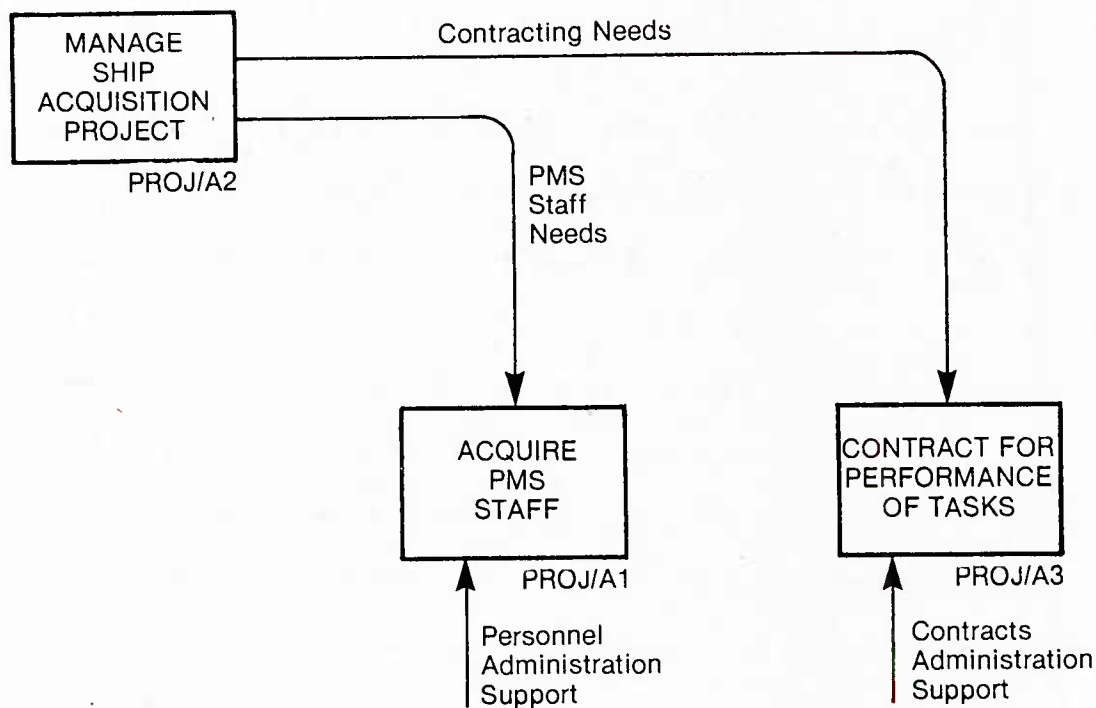 MANAGE
SHIP
ACQUISITION
PROJECT
PROJ/A2
Contracting Needs
PMS
Staff
Needs
ACQUIRE
PMS
STAFF
PROJ/A1
CONTRACT FOR
PERFORMANCE
OF TASKS
PROJ/A3
Personnel
Administration
Support
Contracts
Administration
Support